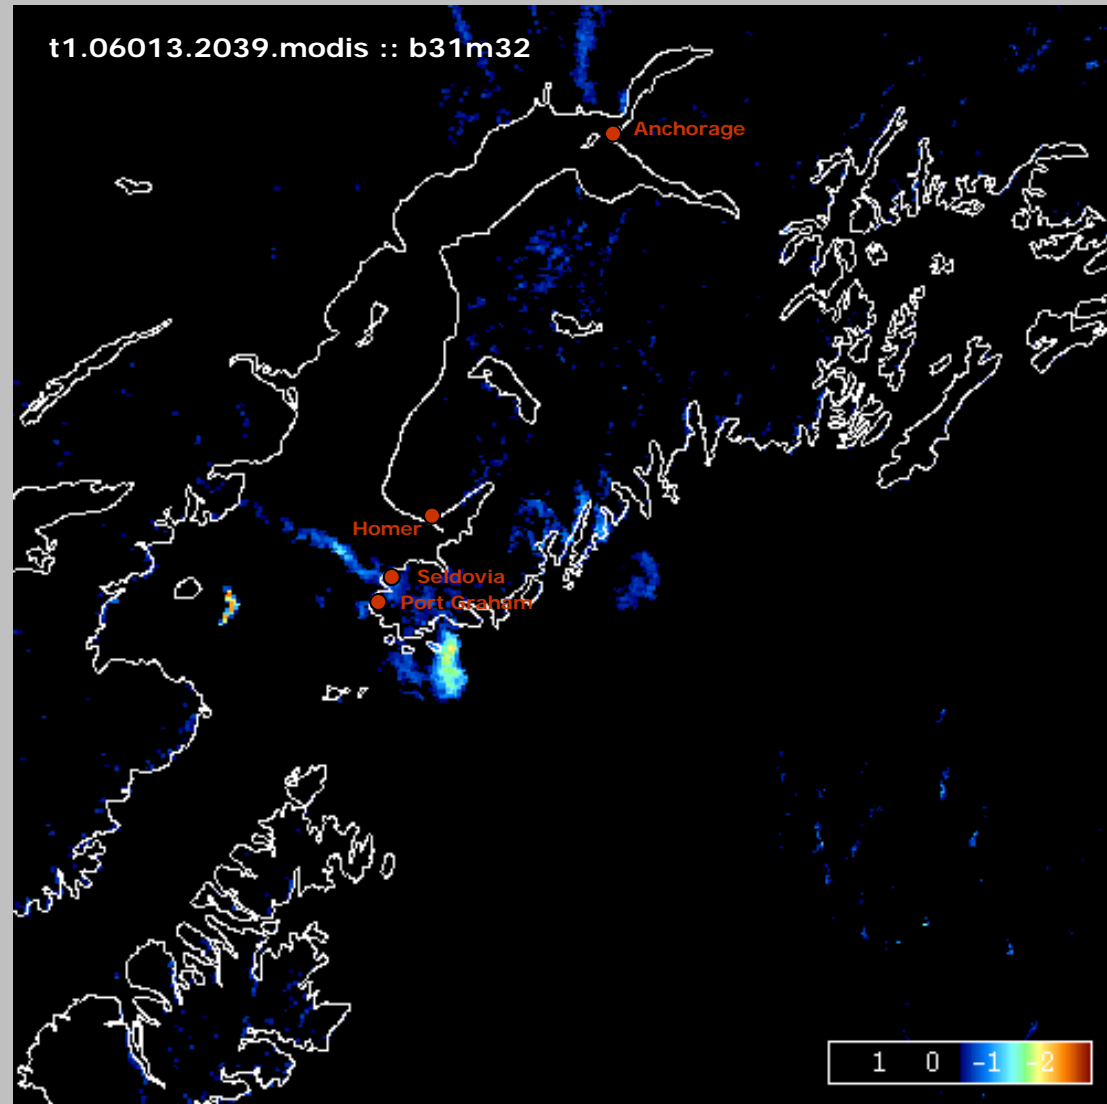 t1.06013.2039.modis :: b31m32
Anchorage
Homer
Seldovia
Port Graham
1 0 -1 -2